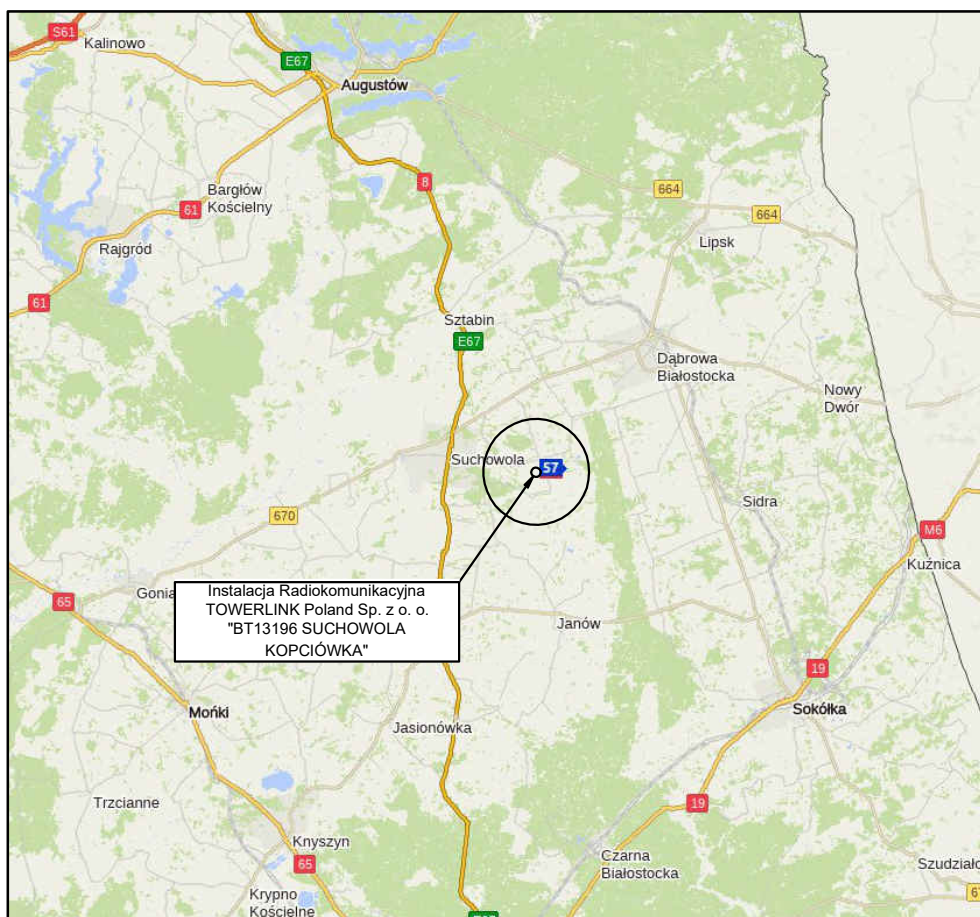 S61
Kalinowo
E67
Augustów
8
664
Bargłów
Kościelny
61
664
Rajgród
Lipsk
61
Sztabin
E67
Dąbrowa
Białostocka
Nowy
Dwór
Suchowola
57
Sidra
670
M6
Kuźnica
Instalacja Radiokomunikacyjna
TOWERLINK Poland Sp. z o. o.
"BT13196 SUCHOWOLA
KOPCIÓWKA"
Gonia
65
Janów
19
Sokółka
Mońki
Jasionówka
Trzcianne
19
Knyszyn
65
Czarna
Białostocka
Szudziało
Krypno
Kościelne